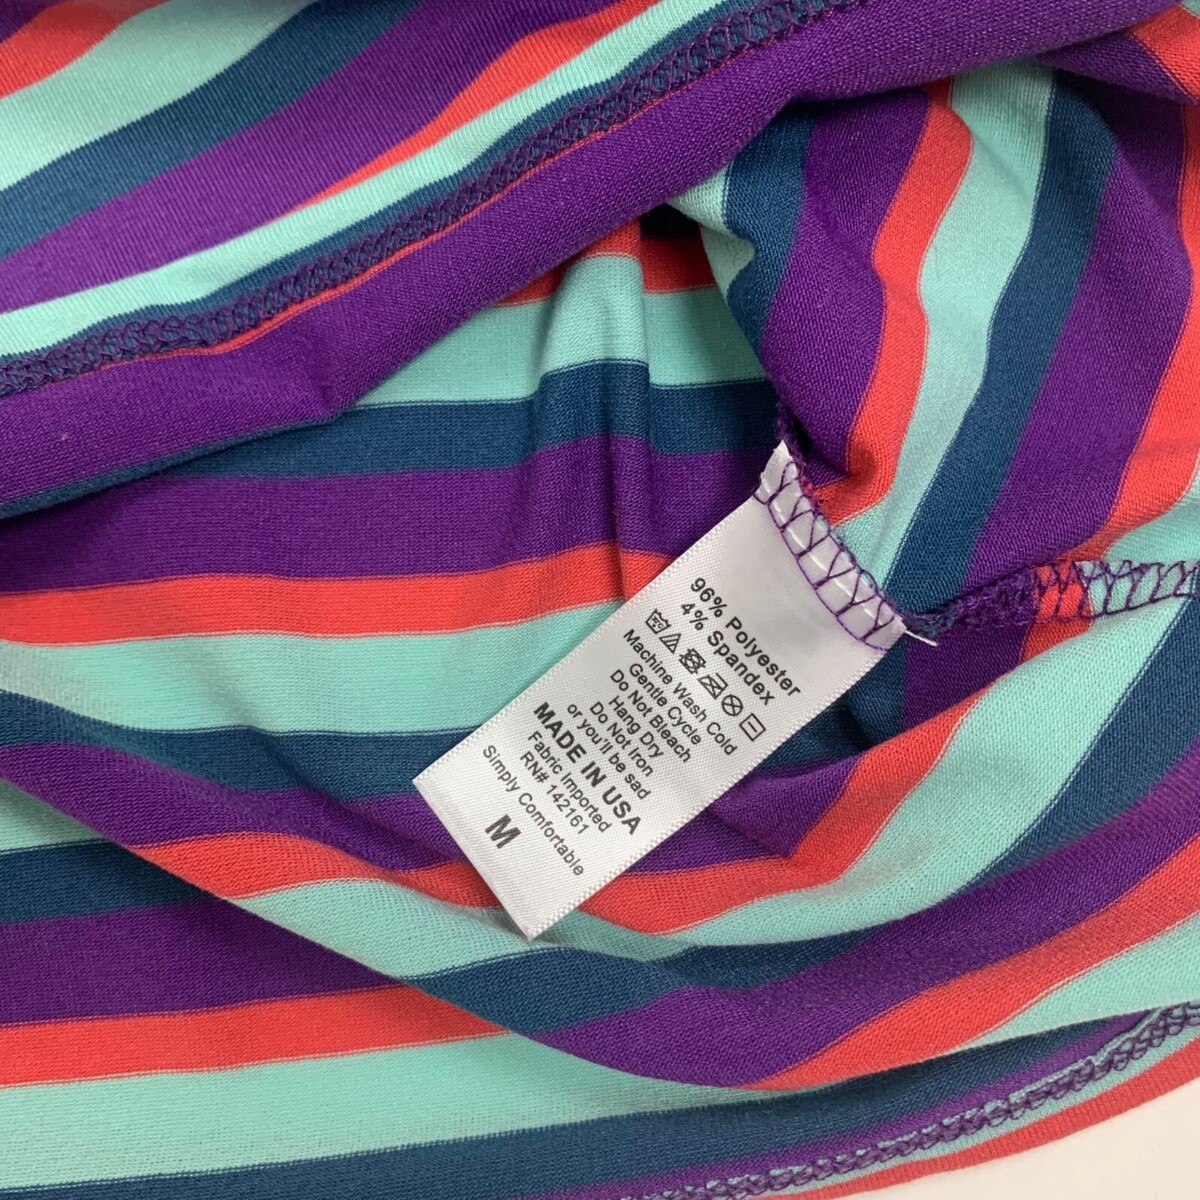 96% Polyester
4% Spandex
Machine Wash Cold
Gentle Cycle
Do Not Bleach
Hang Dry
Do Not Iron
or you'll be sad
MADE IN USA
Fabric Imported
RN# 142161
Simply Comfortable
M